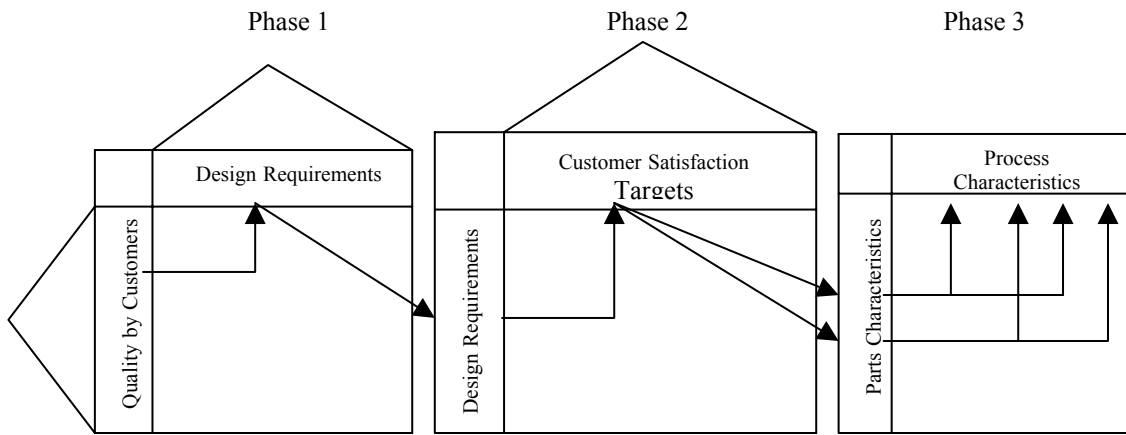 Phase 1
Phase 2
Phase 3
Design Requirements
Customer Satisfaction
Targets
Process
Characteristics
Quality by Customers
Design Requirements
Parts Characteristics